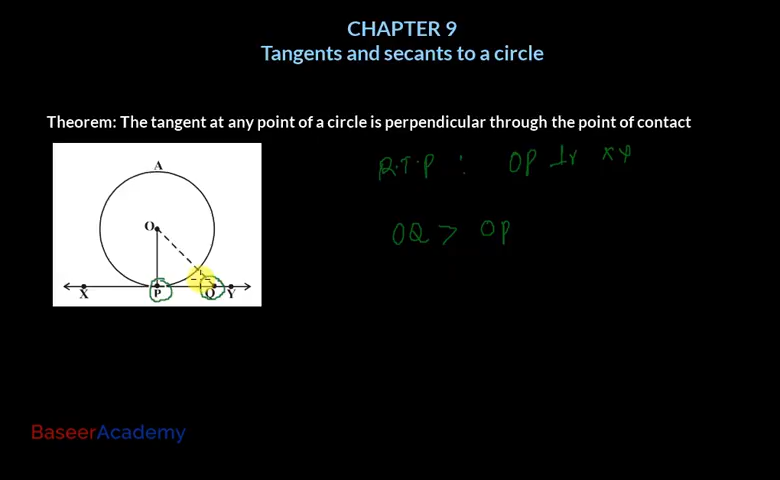 CHAPTER 9
Tangents and secants to a circle
Theorem: The tangent at any point of a circle is perpendicular through the point of contact
A
R.T.P : OP ⊥r XY
O
OQ > OP
X P Q Y
BaseerAcademy